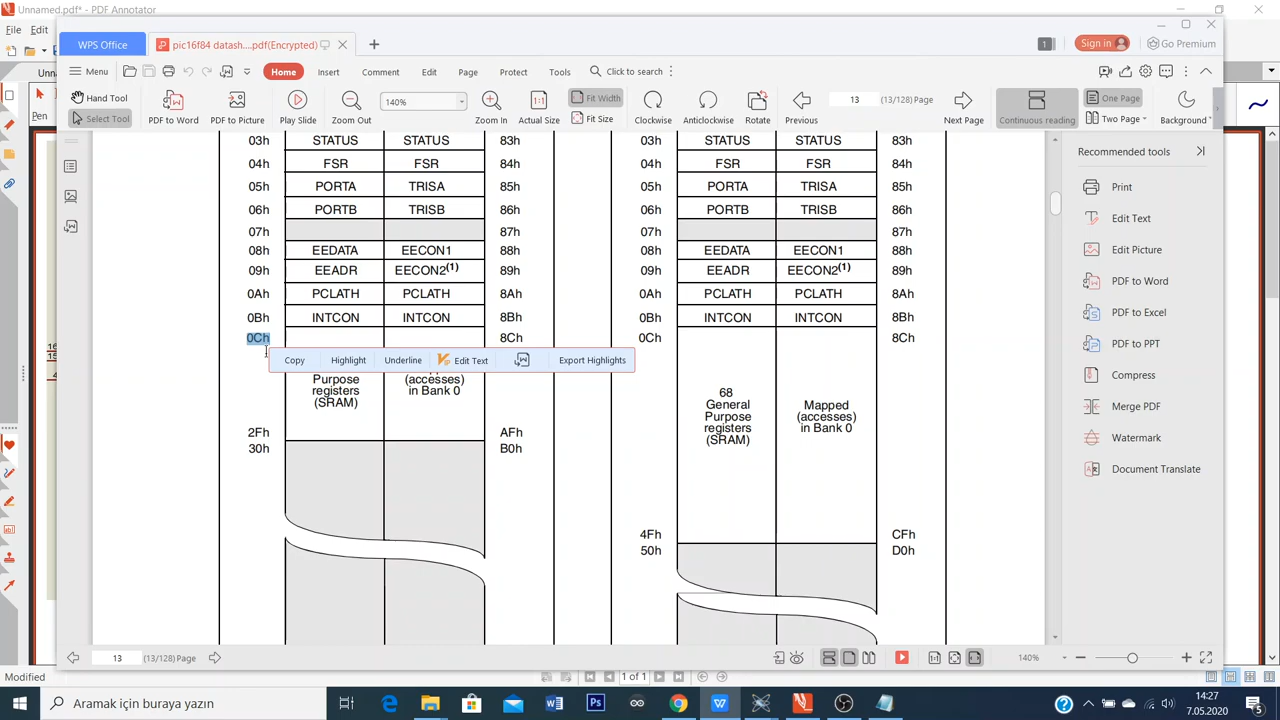 Unnamed.pdf* - PDF Annotator
File Edit
WPS Office pic16f84 datash....pdf(Encrypted) 1 Sign in Go Premium
Menu Home Insert Comment Edit Page Protect Tools Click to search
Hand Tool Select Tool PDF to Word PDF to Picture Play Slide Zoom Out 140% Zoom In 1:1 Actual Size Fit Width Fit Size Clockwise Anticlockwise Rotate Previous 13 (13/128)Page Next Page Continuous reading One Page Two Page Background
Pen
03h STATUS STATUS 83h 03h STATUS STATUS 83h
04h FSR FSR 84h 04h FSR FSR 84h
05h PORTA TRISA 85h 05h PORTA TRISA 85h
06h PORTB TRISB 86h 06h PORTB TRISB 86h
07h 87h 07h 87h
08h EEDATA EECON1 88h 08h EEDATA EECON1 88h
09h EEADR EECON2(1) 89h 09h EEADR EECON2(1) 89h
0Ah PCLATH PCLATH 8Ah 0Ah PCLATH PCLATH 8Ah
0Bh INTCON INTCON 8Bh 0Bh INTCON INTCON 8Bh
0Ch 8Ch 0Ch 8Ch
Copy Highlight Underline Edit Text Export Highlights
Purpose (accesses)
registers in Bank 0
(SRAM)
68
General Mapped
Purpose (accesses)
registers in Bank 0
(SRAM)
2Fh AFh
30h B0h
4Fh CFh
50h D0h
Recommended tools
Print
Edit Text
Edit Picture
PDF to Word
PDF to Excel
PDF to PPT
Compress
Merge PDF
Watermark
Document Translate
13 (13/13)Page 140%
Modified 1 of 1
Aramak için buraya yazın 14:27
7.05.2020